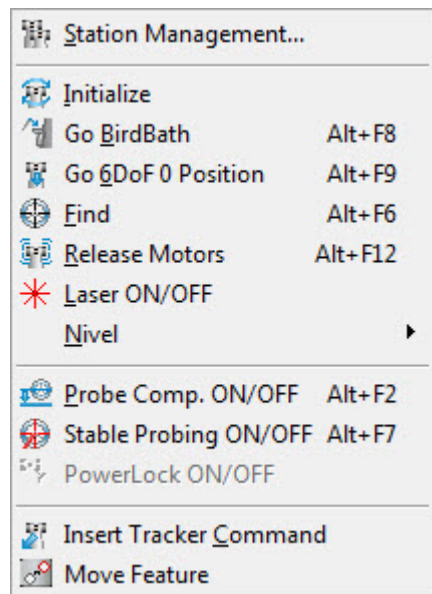 Station Management...
Initialize
Go BirdBath Alt+F8
Go 6DoF 0 Position Alt+F9
Find Alt+F6
Release Motors Alt+F12
Laser ON/OFF
Nivel
Probe Comp. ON/OFF Alt+F2
Stable Probing ON/OFF Alt+F7
PowerLock ON/OFF
Insert Tracker Command
Move Feature